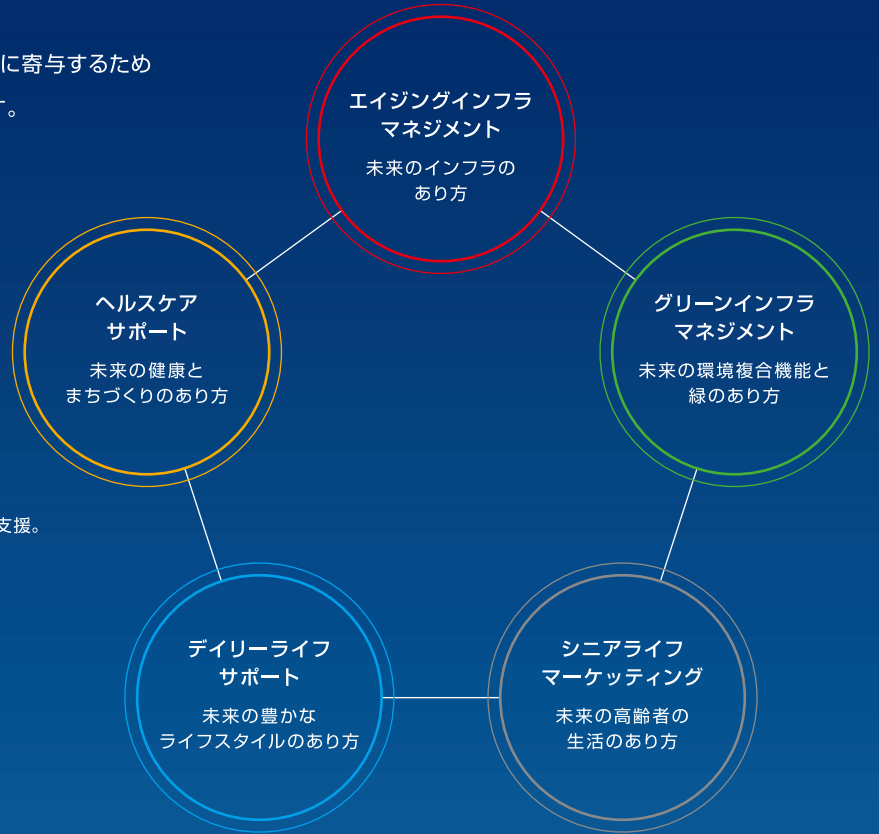 に寄与するため
す。
エイジングインフラ
マネジメント
未来のインフラの
あり方
ヘルスケア
サポート
未来の健康と
まちづくりのあり方
グリーンインフラ
マネジメント
未来の環境複合機能と
緑のあり方
支援。
デイリーライフ
サポート
未来の豊かな
ライフスタイルのあり方
シニアライフ
マーケッティング
未来の高齢者の
生活のあり方